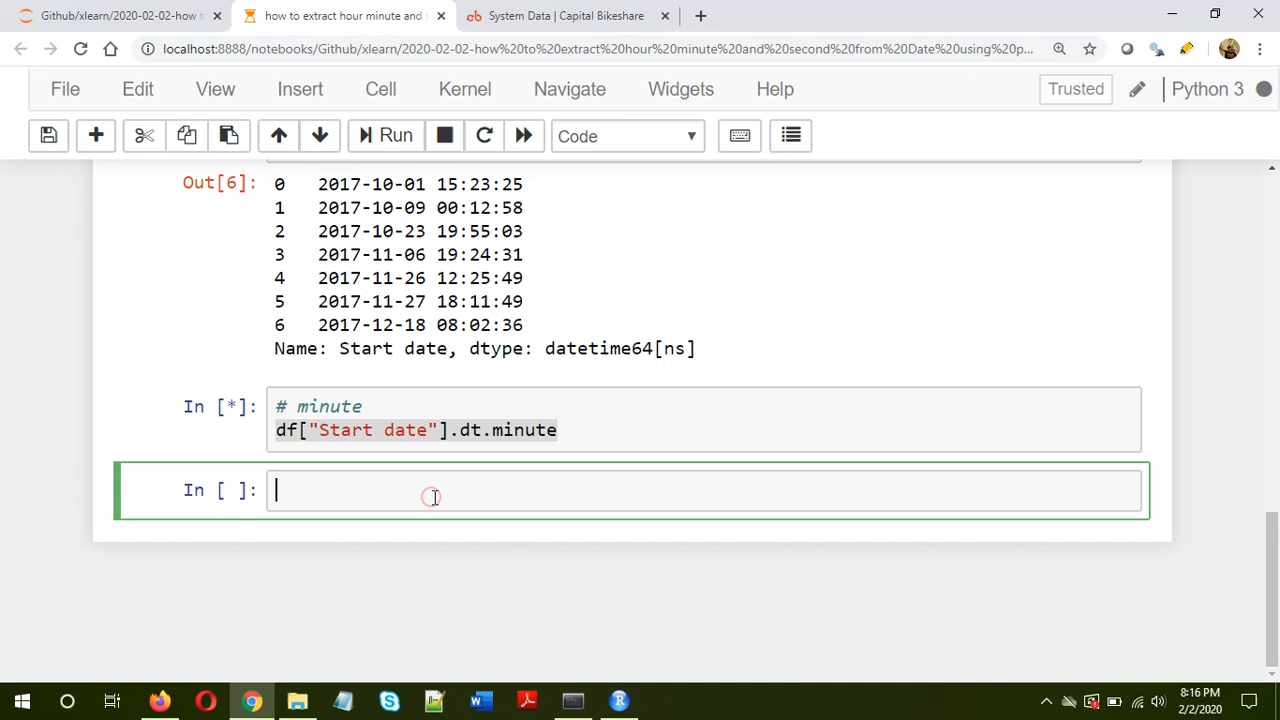 Github/xlearn/2020-02-02-how t
how to extract hour minute and s
System Data | Capital Bikeshare
localhost:8888/notebooks/Github/xlearn/2020-02-02-how%20to%20extract%20hour%20minute%20and%20second%20from%20Date%20using%20p...
File Edit View Insert Cell Kernel Navigate Widgets Help Trusted Python 3
Run Code
Out[6]: 0 2017-10-01 15:23:25
1 2017-10-09 00:12:58
2 2017-10-23 19:55:03
3 2017-11-06 19:24:31
4 2017-11-26 12:25:49
5 2017-11-27 18:11:49
6 2017-12-18 08:02:36
Name: Start date, dtype: datetime64[ns]
In [*]: # minute
df["Start date"].dt.minute
In [ ]:
8:16 PM
2/2/2020